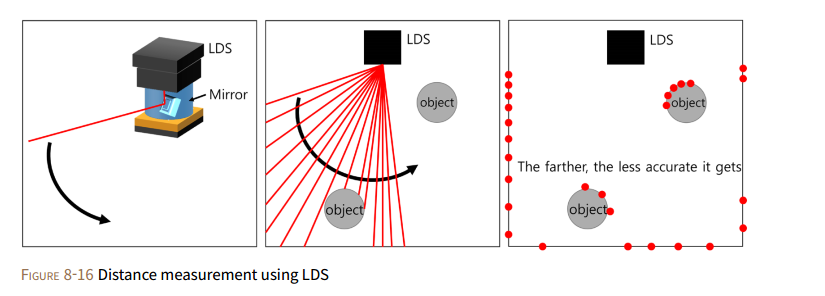 LDS
Mirror
LDS
object
object
LDS
object
The farther, the less accurate it gets
object
FIGURE 8-16 Distance measurement using LDS